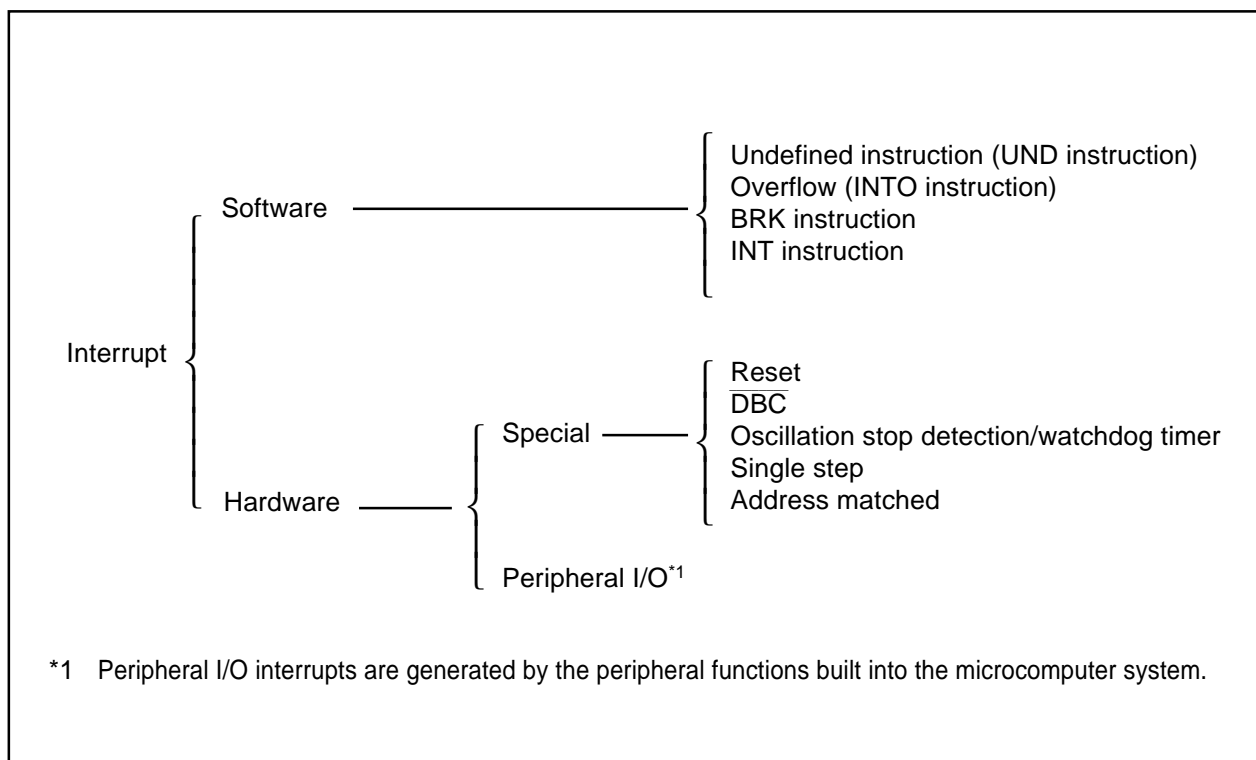 Undefined instruction (UND instruction)
Overflow (INTO instruction)
Software
BRK instruction
INT instruction
Interrupt
Reset
D̅B̅C̅
Special
Oscillation stop detection/watchdog timer
Single step
Hardware
Address matched
Peripheral I/O*1
*1 Peripheral I/O interrupts are generated by the peripheral functions built into the microcomputer system.